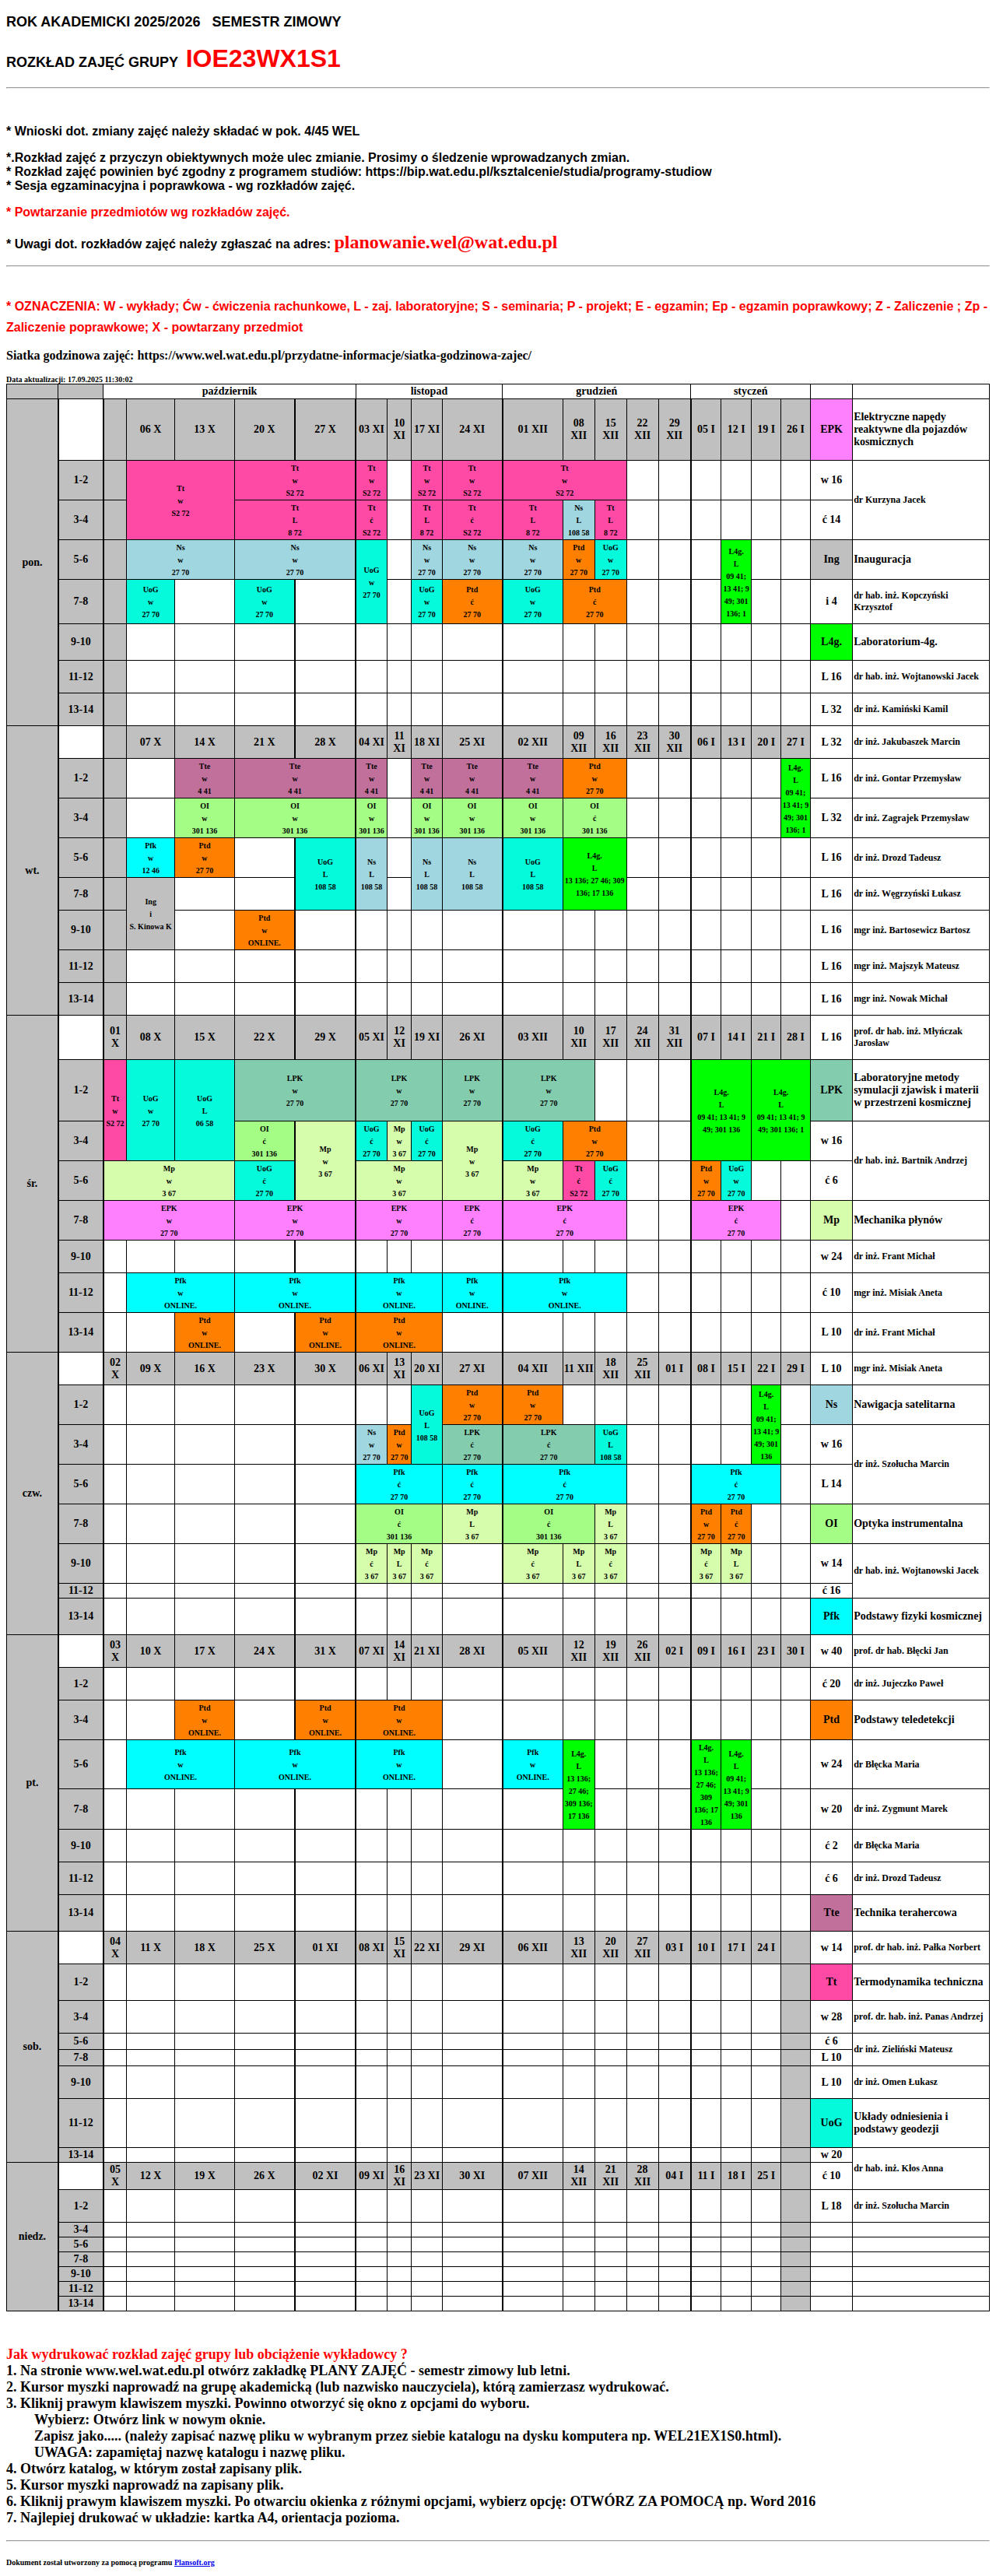 ROK AKADEMICKI 2025/2026 SEMESTR ZIMOWY
ROZKŁAD ZAJĘĆ GRUPY IOE23WX1S1
* Wnioski dot. zmiany zajęć należy składać w pok. 4/45 WEL
*.Rozkład zajęć z przyczyn obiektywnych może ulec zmianie. Prosimy o śledzenie wprowadzanych zmian.
* Rozkład zajęć powinien być zgodny z programem studiów: https://bip.wat.edu.pl/ksztalcenie/studia/programy-studiow
* Sesja egzaminacyjna i poprawkowa - wg rozkładów zajęć.
* Powtarzanie przedmiotów wg rozkładów zajęć.
* Uwagi dot. rozkładów zajęć należy zgłaszać na adres: planowanie.wel@wat.edu.pl
* OZNACZENIA: W - wykłady; Ćw - ćwiczenia rachunkowe, L - zaj. laboratoryjne; S - seminaria; P - projekt; E - egzamin; Ep - egzamin poprawkowy; Z - Zaliczenie ; Zp -
Zaliczenie poprawkowe; X - powtarzany przedmiot
Siatka godzinowa zajęć: https://www.wel.wat.edu.pl/przydatne-informacje/siatka-godzinowa-zajec/
Data aktualizacji: 17.09.2025 11:30:02
październik listopad grudzień styczeń
pon. 06 X 13 X 20 X 27 X 03 XI 10 XI 17 XI 24 XI 01 XII 08 XII 15 XII 22 XII 29 XII 05 I 12 I 19 I 26 I EPK Elektryczne napędy reaktywne dla pojazdów kosmicznych
1-2 Tt w S2 72 Tt w S2 72 Tt w S2 72 Tt w S2 72 Tt w S2 72 Tt w S2 72 w 16 dr Kurzyna Jacek
3-4 Tt L 8 72 Tt ć S2 72 Tt L 8 72 Tt ć S2 72 Tt L 8 72 Ns L 108 58 Tt L 8 72 ć 14
5-6 Ns w 27 70 Ns w 27 70 UoG w 27 70 Ns w 27 70 Ns w 27 70 Ns w 27 70 Ptd w 27 70 UoG w 27 70 L4g. L 09 41; 13 41; 9 49; 301 136; 1 Ing Inauguracja
7-8 UoG w 27 70 UoG w 27 70 UoG w 27 70 Ptd ć 27 70 UoG w 27 70 Ptd ć 27 70 i 4 dr hab. inż. Kopczyński Krzysztof
9-10 L4g. Laboratorium-4g.
11-12 L 16 dr hab. inż. Wojtanowski Jacek
13-14 L 32 dr inż. Kamiński Kamil
wt. 07 X 14 X 21 X 28 X 04 XI 11 XI 18 XI 25 XI 02 XII 09 XII 16 XII 23 XII 30 XII 06 I 13 I 20 I 27 I L 32 dr inż. Jakubaszek Marcin
1-2 Tte w 4 41 Tte w 4 41 Tte w 4 41 Tte w 4 41 Tte w 4 41 Tte w 4 41 Ptd w 27 70 L4g. L 09 41; 13 41; 9 49; 301 136; 1 L 16 dr inż. Gontar Przemysław
3-4 OI w 301 136 OI w 301 136 OI w 301 136 OI w 301 136 OI w 301 136 OI w 301 136 OI ć 301 136 L 32 dr inż. Zagrajek Przemysław
5-6 Pfk w 12 46 Ptd w 27 70 UoG L 108 58 Ns L 108 58 Ns L 108 58 Ns L 108 58 UoG L 108 58 L4g. L 13 136; 27 46; 309 136; 17 136 L 16 dr inż. Drozd Tadeusz
7-8 Ing i S. Kinowa K L 16 dr inż. Węgrzyński Łukasz
9-10 Ptd w ONLINE. L 16 mgr inż. Bartosewicz Bartosz
11-12 L 16 mgr inż. Majszyk Mateusz
13-14 L 16 mgr inż. Nowak Michał
śr. 01 X 08 X 15 X 22 X 29 X 05 XI 12 XI 19 XI 26 XI 03 XII 10 XII 17 XII 24 XII 31 XII 07 I 14 I 21 I 28 I L 16 prof. dr hab. inż. Młyńczak Jarosław
1-2 Tt w S2 72 UoG w 27 70 UoG L 06 58 LPK w 27 70 LPK w 27 70 LPK w 27 70 LPK w 27 70 L4g. L 09 41; 13 41; 9 49; 301 136 L4g. L 09 41; 13 41; 9 49; 301 136; 1 LPK Laboratoryjne metody symulacji zjawisk i materii w przestrzeni kosmicznej
3-4 OI ć 301 136 Mp w 3 67 UoG ć 27 70 Mp w 3 67 UoG ć 27 70 Mp w 3 67 UoG ć 27 70 Ptd w 27 70 w 16 dr hab. inż. Bartnik Andrzej
5-6 Mp w 3 67 UoG ć 27 70 Mp w 3 67 Mp w 3 67 Tt ć S2 72 UoG ć 27 70 Ptd w 27 70 UoG w 27 70 ć 6
7-8 EPK w 27 70 EPK w 27 70 EPK w 27 70 EPK ć 27 70 EPK ć 27 70 EPK ć 27 70 Mp Mechanika płynów
9-10 w 24 dr inż. Frant Michał
11-12 Pfk w ONLINE. Pfk w ONLINE. Pfk w ONLINE. Pfk w ONLINE. Pfk w ONLINE. ć 10 mgr inż. Misiak Aneta
13-14 Ptd w ONLINE. Ptd w ONLINE. Ptd w ONLINE. L 10 dr inż. Frant Michał
czw. 02 X 09 X 16 X 23 X 30 X 06 XI 13 XI 20 XI 27 XI 04 XII 11 XII 18 XII 25 XII 01 I 08 I 15 I 22 I 29 I L 10 mgr inż. Misiak Aneta
1-2 UoG L 108 58 Ptd w 27 70 Ptd w 27 70 L4g. L 09 41; 13 41; 9 49; 301 136 Ns Nawigacja satelitarna
3-4 Ns w 27 70 Ptd w 27 70 LPK ć 27 70 LPK ć 27 70 UoG L 108 58 w 16 dr inż. Szołucha Marcin
5-6 Pfk ć 27 70 Pfk ć 27 70 Pfk ć 27 70 Pfk ć 27 70 L 14
7-8 OI ć 301 136 Mp L 3 67 OI ć 301 136 Mp L 3 67 Ptd w 27 70 Ptd ć 27 70 OI Optyka instrumentalna
9-10 Mp ć 3 67 Mp L 3 67 Mp ć 3 67 Mp ć 3 67 Mp L 3 67 Mp ć 3 67 Mp ć 3 67 Mp L 3 67 w 14 dr hab. inż. Wojtanowski Jacek
11-12 ć 16
13-14 Pfk Podstawy fizyki kosmicznej
pt. 03 X 10 X 17 X 24 X 31 X 07 XI 14 XI 21 XI 28 XI 05 XII 12 XII 19 XII 26 XII 02 I 09 I 16 I 23 I 30 I w 40 prof. dr hab. Błęcki Jan
1-2 ć 20 dr inż. Jujeczko Paweł
3-4 Ptd w ONLINE. Ptd w ONLINE. Ptd w ONLINE. Ptd Podstawy teledetekcji
5-6 Pfk w ONLINE. Pfk w ONLINE. Pfk w ONLINE. Pfk w ONLINE. L4g. L 13 136; 27 46; 309 136; 17 136 L4g. L 13 136; 27 46; 309 136; 17 136 L4g. L 09 41; 13 41; 9 49; 301 136 w 24 dr Błęcka Maria
7-8 w 20 dr inż. Zygmunt Marek
9-10 ć 2 dr Błęcka Maria
11-12 ć 6 dr inż. Drozd Tadeusz
13-14 Tte Technika terahercowa
sob. 04 X 11 X 18 X 25 X 01 XI 08 XI 15 XI 22 XI 29 XI 06 XII 13 XII 20 XII 27 XII 03 I 10 I 17 I 24 I w 14 prof. dr hab. inż. Pałka Norbert
1-2 Tt Termodynamika techniczna
3-4 w 28 prof. dr. hab. inż. Panas Andrzej
5-6 ć 6 dr inż. Zieliński Mateusz
7-8 L 10
9-10 L 10 dr inż. Omen Łukasz
11-12 UoG Układy odniesienia i podstawy geodezji
13-14 w 20 dr hab. inż. Kłos Anna
niedz. 05 X 12 X 19 X 26 X 02 XI 09 XI 16 XI 23 XI 30 XI 07 XII 14 XII 21 XII 28 XII 04 I 11 I 18 I 25 I ć 10
1-2 L 18 dr inż. Szołucha Marcin
3-4
5-6
7-8
9-10
11-12
13-14
Jak wydrukować rozkład zajęć grupy lub obciążenie wykładowcy ?
1. Na stronie www.wel.wat.edu.pl otwórz zakładkę PLANY ZAJĘĆ - semestr zimowy lub letni.
2. Kursor myszki naprowadź na grupę akademicką (lub nazwisko nauczyciela), którą zamierzasz wydrukować.
3. Kliknij prawym klawiszem myszki. Powinno otworzyć się okno z opcjami do wyboru.
Wybierz: Otwórz link w nowym oknie.
Zapisz jako..... (należy zapisać nazwę pliku w wybranym przez siebie katalogu na dysku komputera np. WEL21EX1S0.html).
UWAGA: zapamiętaj nazwę katalogu i nazwę pliku.
4. Otwórz katalog, w którym został zapisany plik.
5. Kursor myszki naprowadź na zapisany plik.
6. Kliknij prawym klawiszem myszki. Po otwarciu okienka z różnymi opcjami, wybierz opcję: OTWÓRZ ZA POMOCĄ np. Word 2016
7. Najlepiej drukować w układzie: kartka A4, orientacja pozioma.
Dokument został utworzony za pomocą programu Plansoft.org